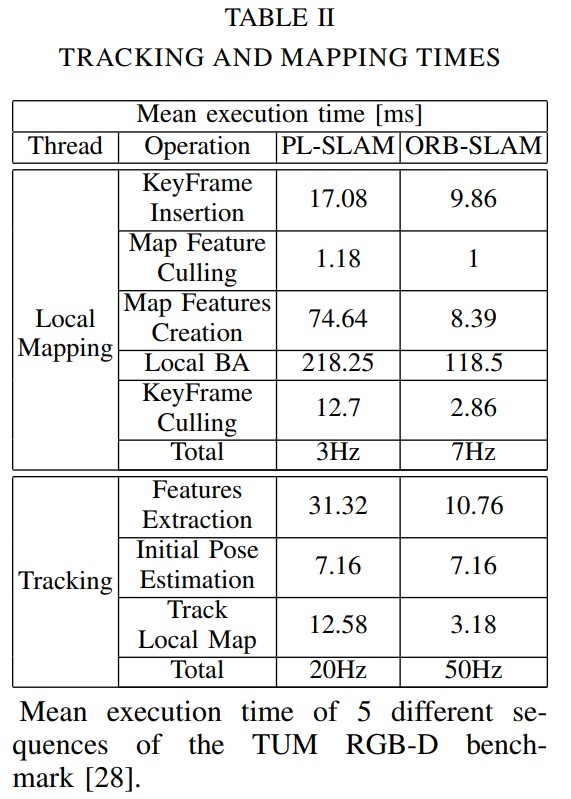 TABLE II
TRACKING AND MAPPING TIMES
Mean execution time [ms]
Thread Operation PL-SLAM ORB-SLAM
Local Mapping
KeyFrame Insertion 17.08 9.86
Map Feature Culling 1.18 1
Map Features Creation 74.64 8.39
Local BA 218.25 118.5
KeyFrame Culling 12.7 2.86
Total 3Hz 7Hz
Tracking
Features Extraction 31.32 10.76
Initial Pose Estimation 7.16 7.16
Track Local Map 12.58 3.18
Total 20Hz 50Hz
Mean execution time of 5 different se-
quences of the TUM RGB-D bench-
mark [28].